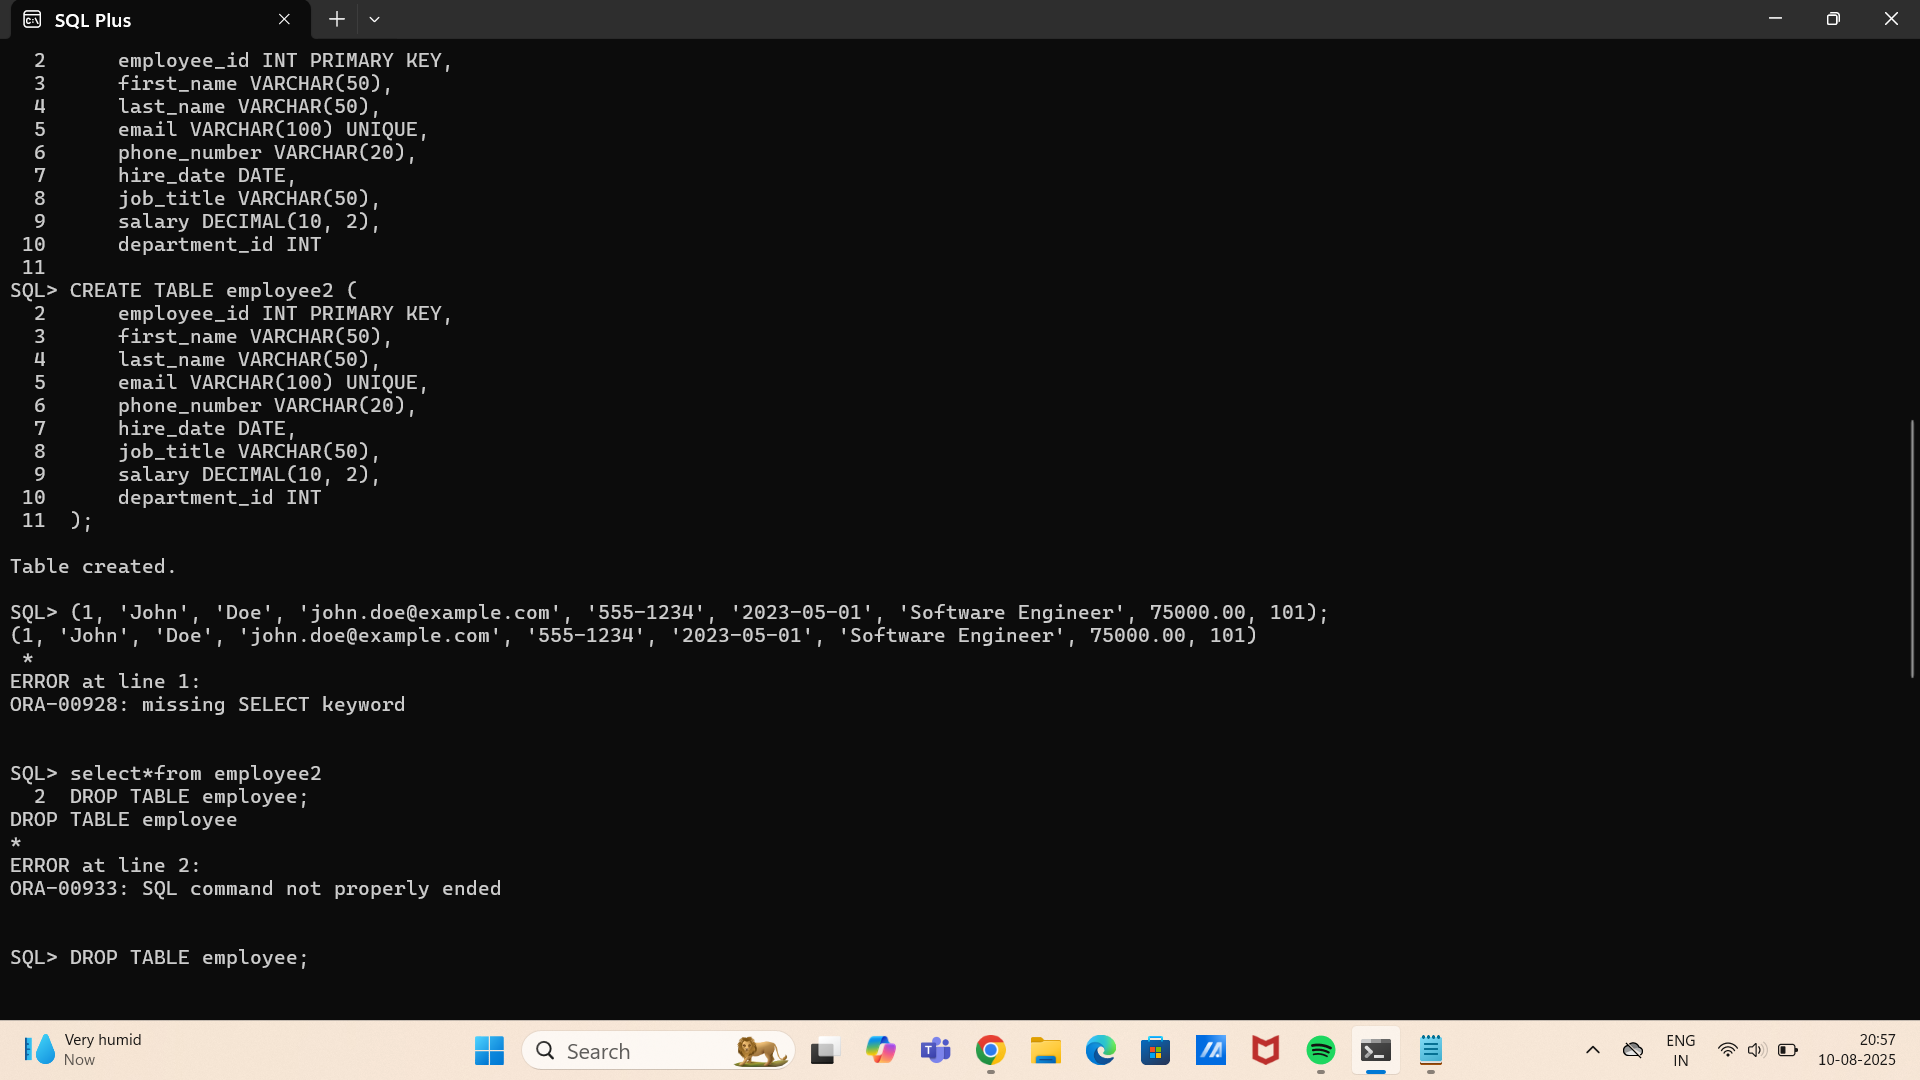 SQL Plus
  2      employee_id INT PRIMARY KEY,
  3      first_name VARCHAR(50),
  4      last_name VARCHAR(50),
  5      email VARCHAR(100) UNIQUE,
  6      phone_number VARCHAR(20),
  7      hire_date DATE,
  8      job_title VARCHAR(50),
  9      salary DECIMAL(10, 2),
 10      department_id INT
 11
SQL> CREATE TABLE employee2 (
  2      employee_id INT PRIMARY KEY,
  3      first_name VARCHAR(50),
  4      last_name VARCHAR(50),
  5      email VARCHAR(100) UNIQUE,
  6      phone_number VARCHAR(20),
  7      hire_date DATE,
  8      job_title VARCHAR(50),
  9      salary DECIMAL(10, 2),
 10      department_id INT
 11  );
Table created.
SQL> (1, 'John', 'Doe', 'john.doe@example.com', '555-1234', '2023-05-01', 'Software Engineer', 75000.00, 101);
(1, 'John', 'Doe', 'john.doe@example.com', '555-1234', '2023-05-01', 'Software Engineer', 75000.00, 101)
 *
ERROR at line 1:
ORA-00928: missing SELECT keyword
SQL> select*from employee2
  2  DROP TABLE employee;
DROP TABLE employee
*
ERROR at line 2:
ORA-00933: SQL command not properly ended
SQL> DROP TABLE employee;
Very humid
Now
Search
ENG
IN
20:57
10-08-2025